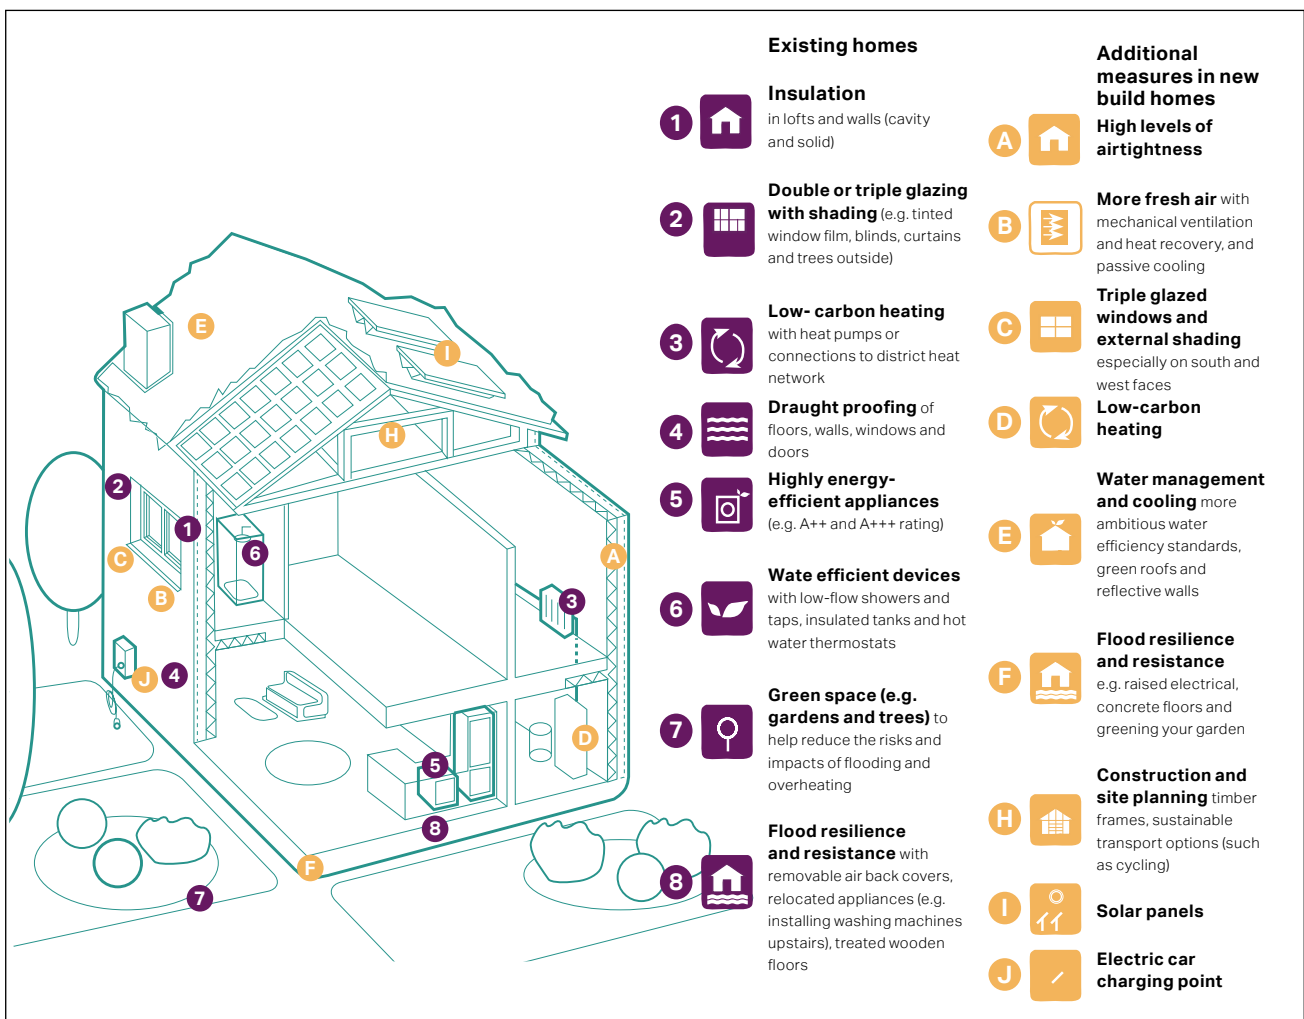 Existing homes
1
Insulation
in lofts and walls (cavity
and solid)
2
Double or triple glazing
with shading (e.g. tinted
window film, blinds, curtains
and trees outside)
3
Low- carbon heating
with heat pumps or
connections to district heat
network
4
Draught proofing of
floors, walls, windows and
doors
5
Highly energy-
efficient appliances
(e.g. A++ and A+++ rating)
6
Wate efficient devices
with low-flow showers and
taps, insulated tanks and hot
water thermostats
7
Green space (e.g.
gardens and trees) to
help reduce the risks and
impacts of flooding and
overheating
8
Flood resilience
and resistance with
removable air back covers,
relocated appliances (e.g.
installing washing machines
upstairs), treated wooden
floors
Additional
measures in new
build homes
A
High levels of
airtightness
B
More fresh air with
mechanical ventilation
and heat recovery, and
passive cooling
C
Triple glazed
windows and
external shading
especially on south and
west faces
D
Low-carbon
heating
E
Water management
and cooling more
ambitious water
efficiency standards,
green roofs and
reflective walls
F
Flood resilience
and resistance
e.g. raised electrical,
concrete floors and
greening your garden
H
Construction and
site planning timber
frames, sustainable
transport options (such
as cycling)
I
Solar panels
J
Electric car
charging point
E
I
H
2
1
6
A
C
B
3
J
4
D
5
8
F
7